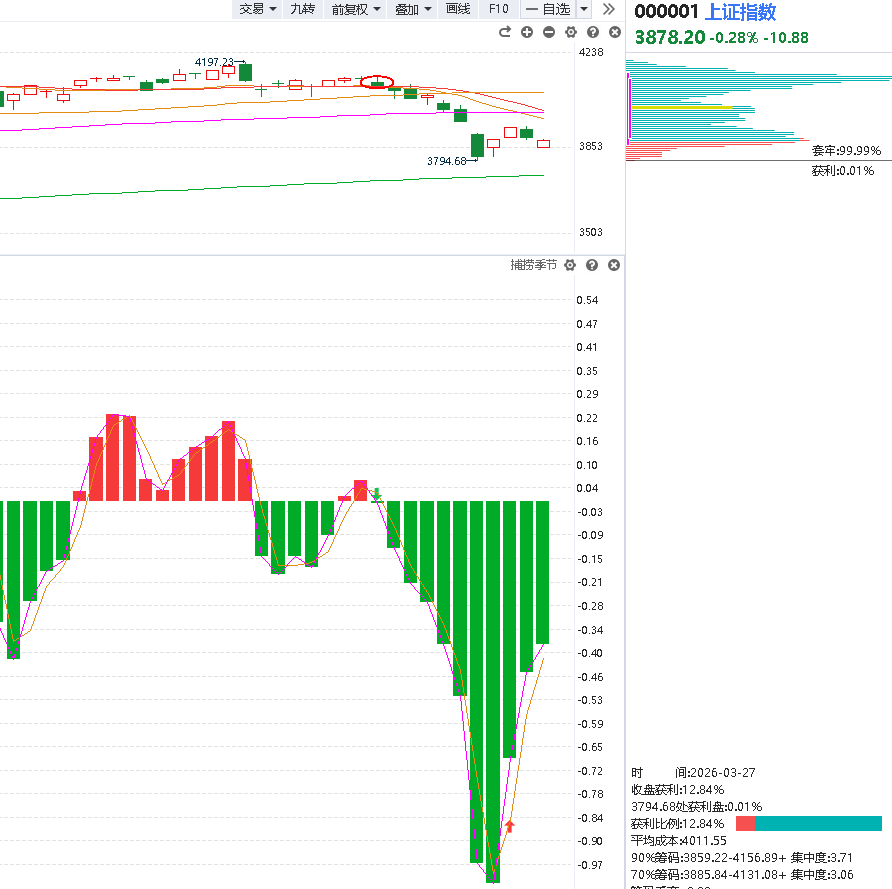 交易 九转 前复权 叠加 画线 F10 一 自选
000001 上证指数
3878.20 -0.28% -10.88
4238
4197.23→
3853
3794.68→
套牢:99.99%
获利:0.01%
3503
捕捞季节
0.54
0.47
0.41
0.35
0.29
0.22
0.16
0.10
0.04
-0.03
-0.09
-0.15
-0.21
-0.28
-0.34
-0.40
-0.46
-0.53
-0.59
-0.65
-0.72
-0.78
-0.84
-0.90
-0.97
时 间:2026-03-27
收盘获利:12.84%
3794.68处获利盘:0.01%
获利比例:12.84%
平均成本:4011.55
90%筹码:3859.22-4156.89+ 集中度:3.71
70%筹码:3885.84-4131.08+ 集中度:3.06